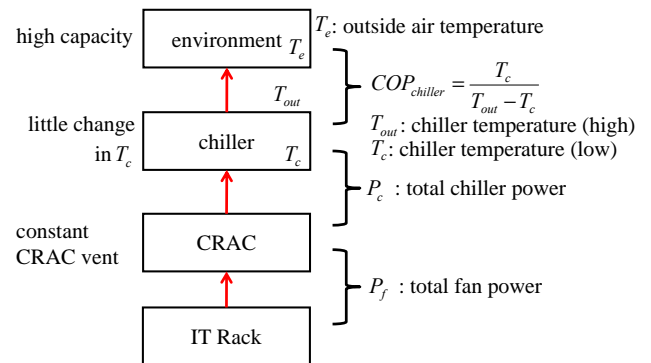 high capacity
environment T_e
T_e: outside air temperature
T_out
COP_chiller = T_c / (T_out − T_c)
little change
in T_c
chiller
T_c
T_out: chiller temperature (high)
T_c: chiller temperature (low)
P_c : total chiller power
constant
CRAC vent
CRAC
P_f : total fan power
IT Rack